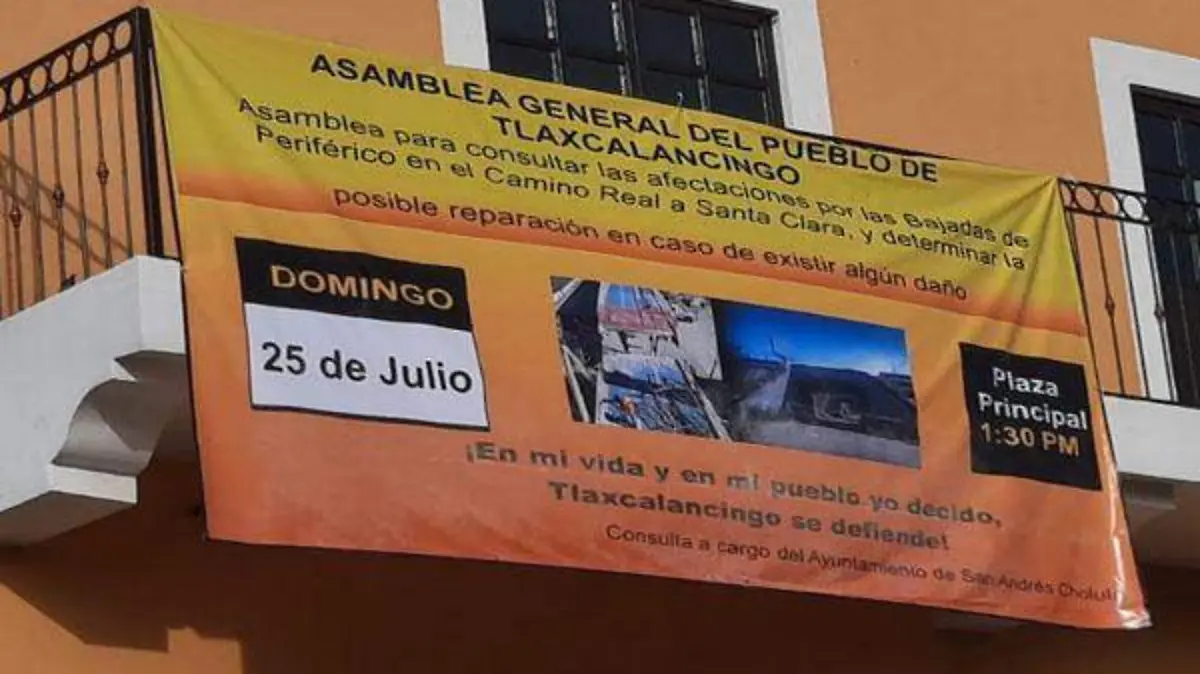 ASAMBLEA GENERAL DEL PUEBLO DE
TLAXCALANCINGO
Asamblea para consultar las afectaciones por las Bajadas de
Periférico en el Camino Real a Santa Clara, y determinar la
posible reparación en caso de existir algún daño
DOMINGO
25 de Julio
Plaza
Principal
1:30 PM
¡En mi vida y en mi pueblo yo decido,
Tlaxcalancingo se defiende!
Consulta a cargo del Ayuntamiento de San Andrés Cholula